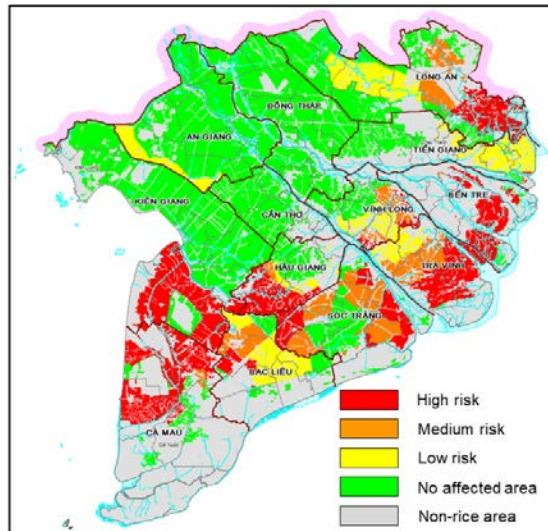 LONG AN
ĐỒNG THÁP
AN GIANG
TIỀN GIANG
BẾN TRE
KIÊN GIANG
CẦN THƠ
VĨNH LONG
HẬU GIANG
TRÀ VINH
SÓC TRĂNG
BẠC LIÊU
CÀ MAU
High risk
Medium risk
Low risk
No affected area
Non-rice area